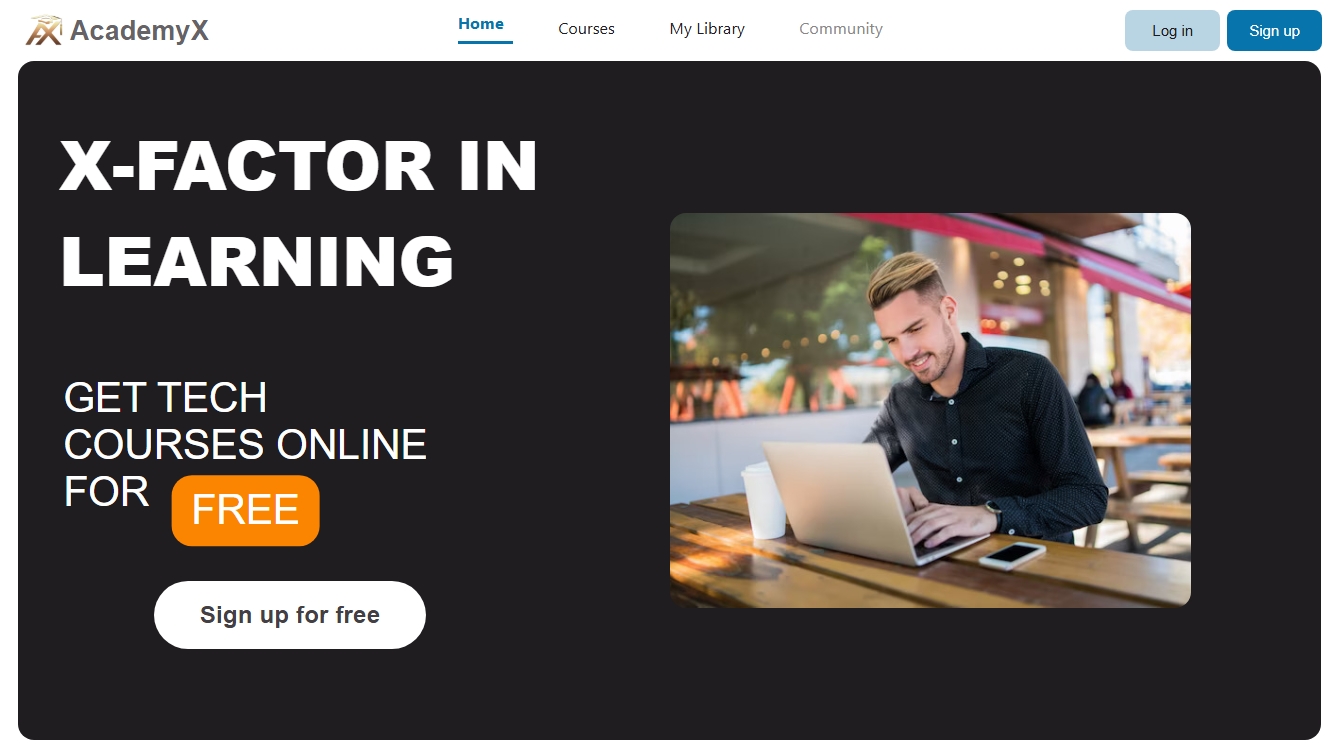 AcademyX
Home
Courses
My Library
Community
Log in
Sign up
X-FACTOR IN
LEARNING
GET TECH
COURSES ONLINE
FOR FREE
Sign up for free